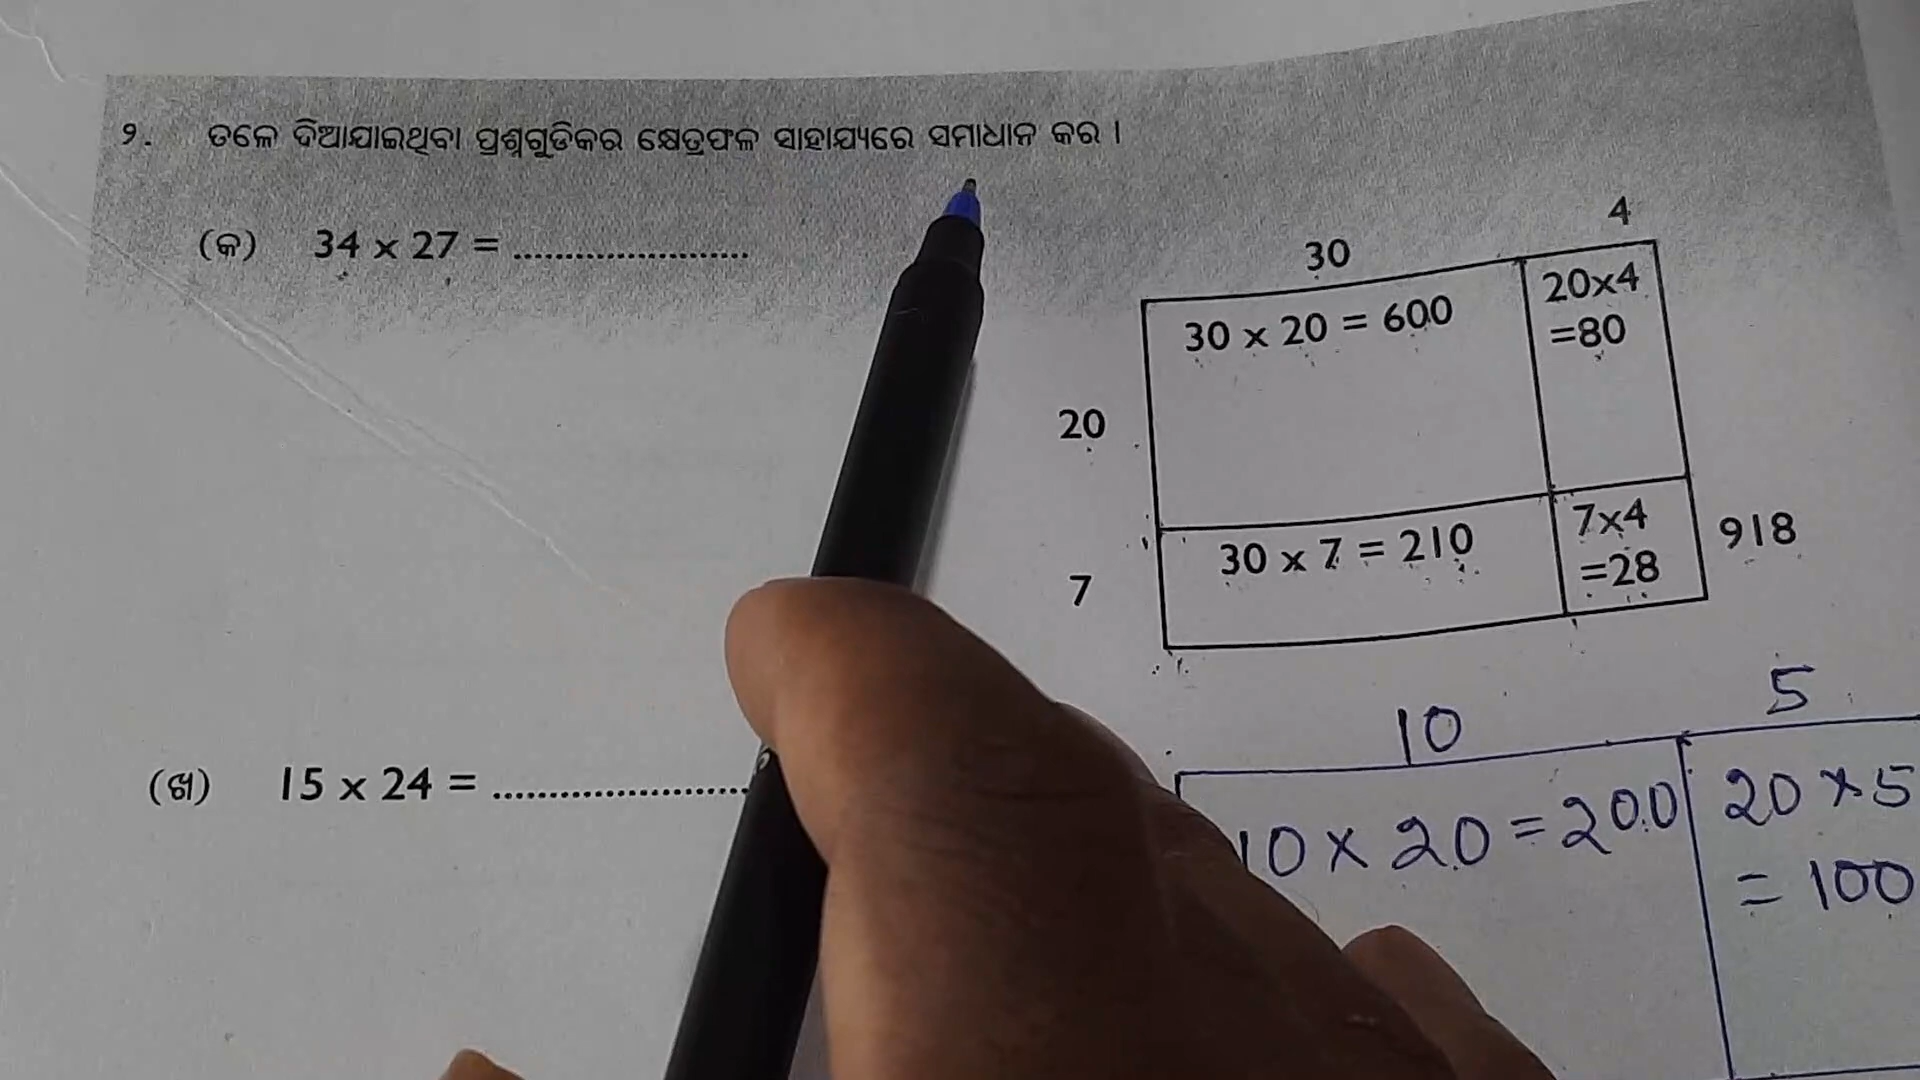 ୨. ତଳେ ଦିଆଯାଇଥିବା ପ୍ରଶ୍ନଗୁଡିକର କ୍ଷେତ୍ରଫଳ ସାହାଯ୍ୟରେ ସମାଧାନ କର ।
(କ) 34 x 27 = ......................
30 4
30 x 20 = 600
20x4
=80
20
30 x 7 = 210
7x4
=28
7
918
(ଖ) 15 x 24 = ......................
10 5
10 x 20 = 200
20 x 5
= 100